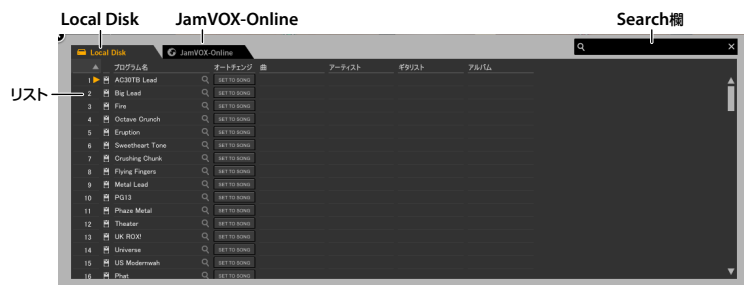 Local Disk JamVOX-Online Search欄
Local Disk JamVOX-Online
プログラム名 オートチェンジ 曲 アーティスト ギタリスト アルバム
リスト
1 AC30TB Lead SET TO SONG
2 Big Lead SET TO SONG
3 Fire SET TO SONG
4 Octave Crunch SET TO SONG
5 Eruption SET TO SONG
6 Sweetheart Tone SET TO SONG
7 Crushing Chunk SET TO SONG
8 Flying Fingers SET TO SONG
9 Metal Lead SET TO SONG
10 PG13 SET TO SONG
11 Phaze Metal SET TO SONG
12 Theater SET TO SONG
13 UK ROX! SET TO SONG
14 Universe SET TO SONG
15 US Modernwah SET TO SONG
16 Phat SET TO SONG